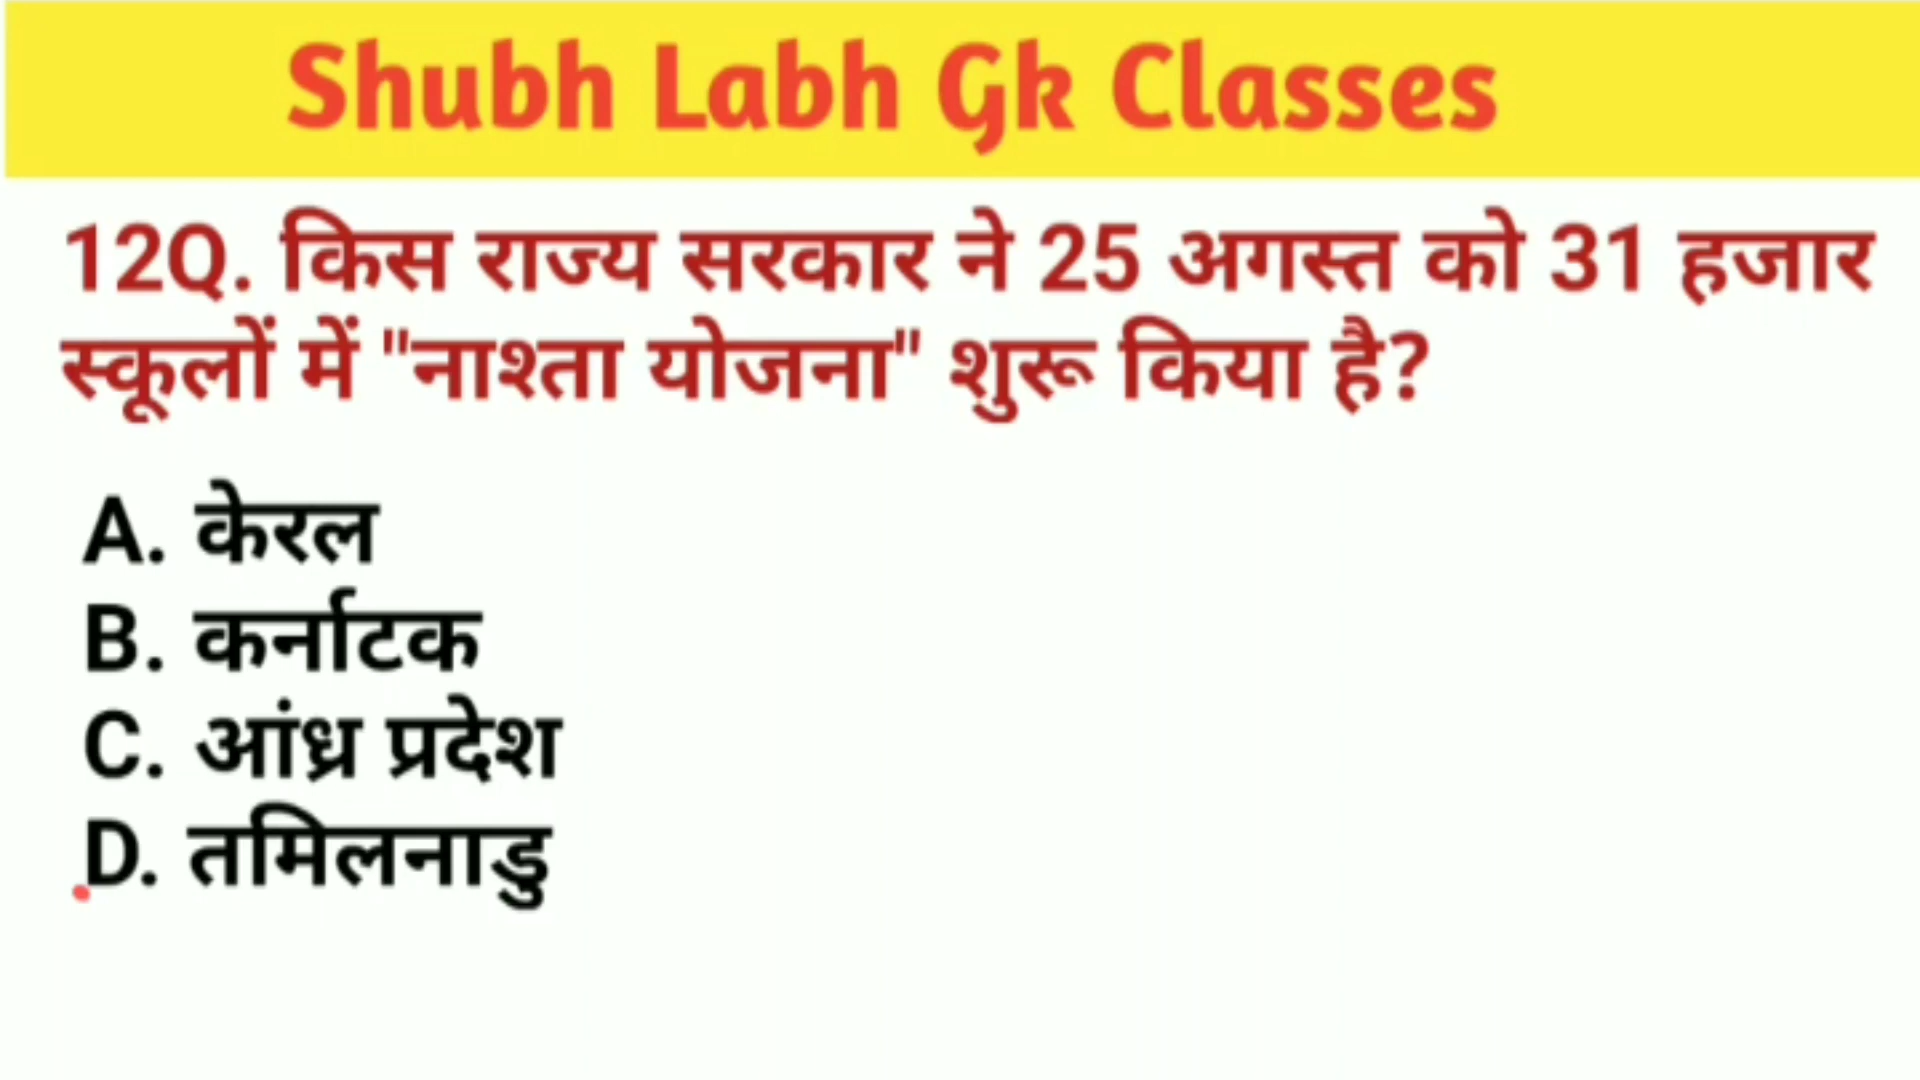 Shubh Labh Gk Classes
12Q. किस राज्य सरकार ने 25 अगस्त को 31 हजार
स्कूलों में "नाश्ता योजना" शुरू किया है?
A. केरल
B. कर्नाटक
C. आंध्र प्रदेश
D. तमिलनाडु